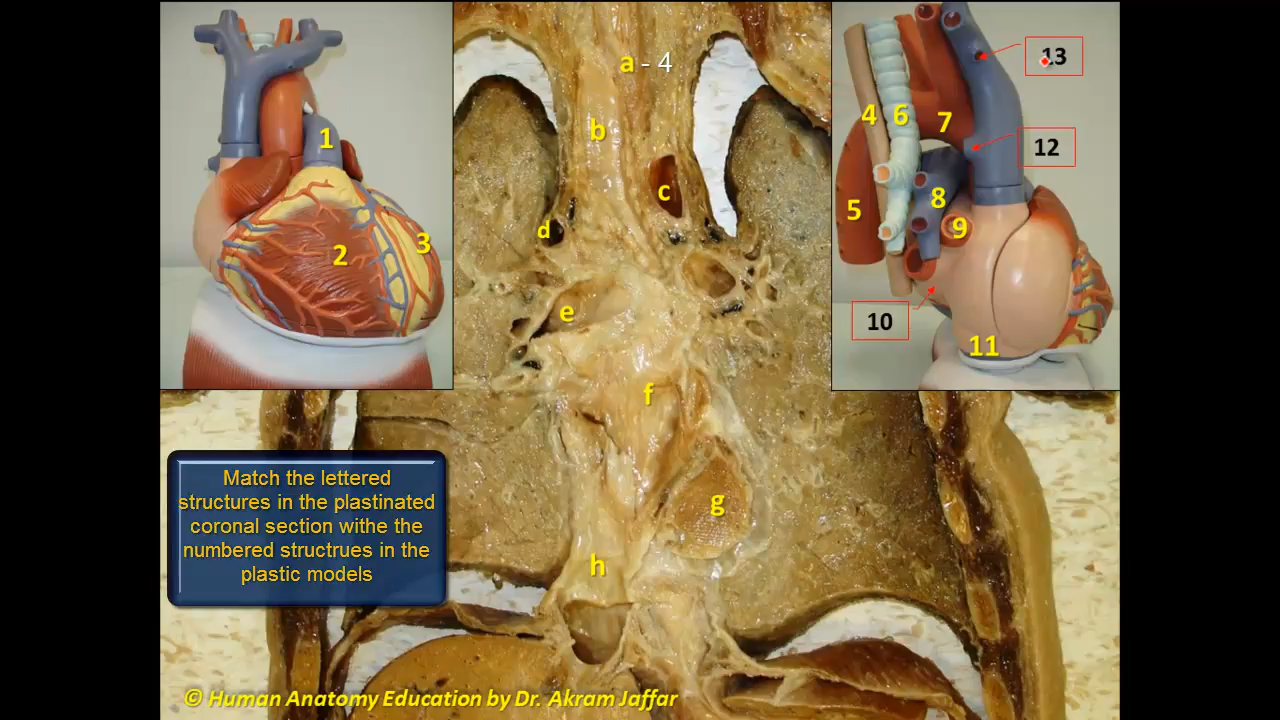 1
2
3
a - 4
b
c
d
e
f
g
h
13
4
6
7
12
5
8
9
10
11
Match the lettered
structures in the plastinated
coronal section withe the
numbered structrues in the
plastic models
© Human Anatomy Education by Dr. Akram Jaffar